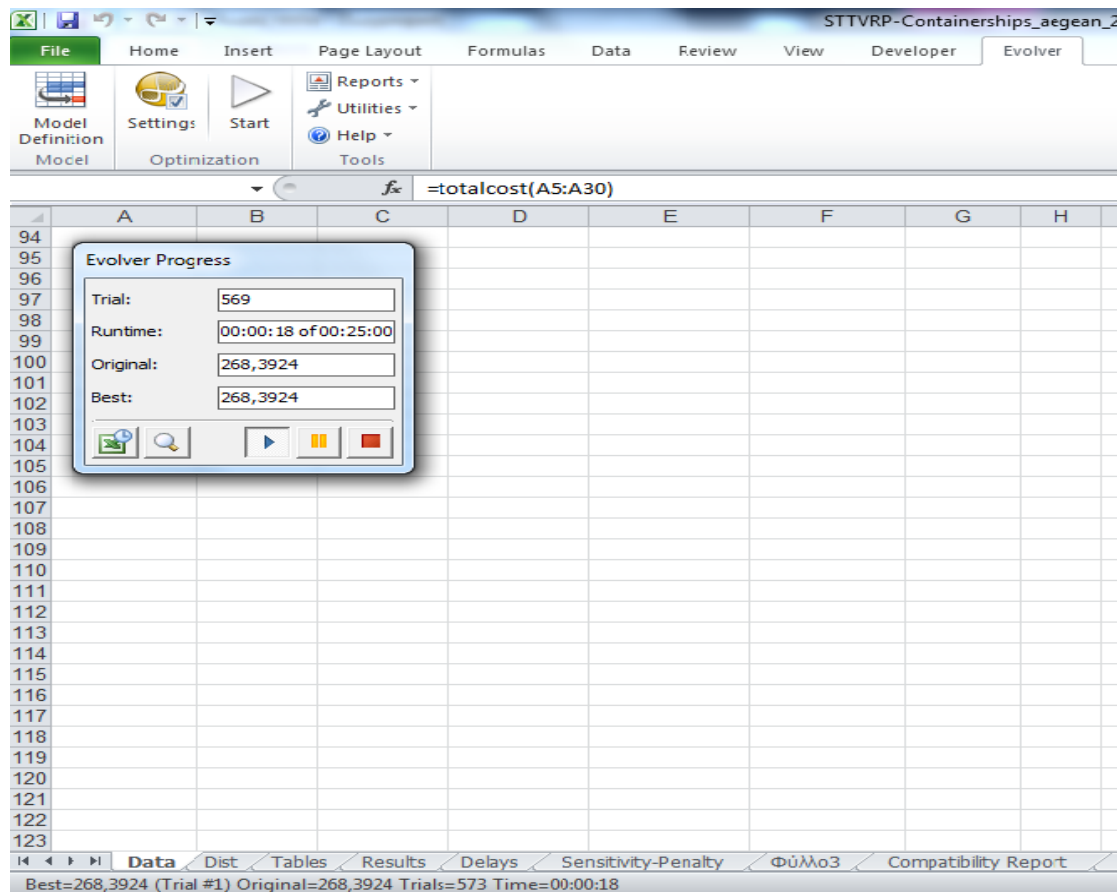 STTVRP-Containerships_aegean_2
File Home Insert Page Layout Formulas Data Review View Developer Evolver
Model Definition
Settings
Start
Reports
Utilities
Help
Model Optimization Tools
fx =totalcost(A5:A30)
A B C D E F G H
94
95
96
97
98
99
100
101
102
103
104
105
106
107
108
109
110
111
112
113
114
115
116
117
118
119
120
121
122
123
Evolver Progress
Trial: 569
Runtime: 00:00:18 of 00:25:00
Original: 268,3924
Best: 268,3924
Data Dist Tables Results Delays Sensitivity-Penalty Φύλλο3 Compatibility Report
Best=268,3924 (Trial #1) Original=268,3924 Trials=573 Time=00:00:18